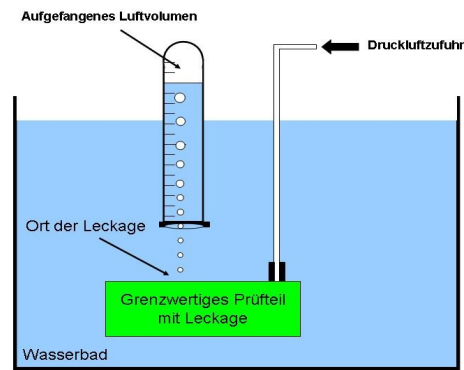 Aufgefangenes Luftvolumen
Druckluftzufuhr
Ort der Leckage
Grenzwertiges Prüfteil
mit Leckage
Wasserbad